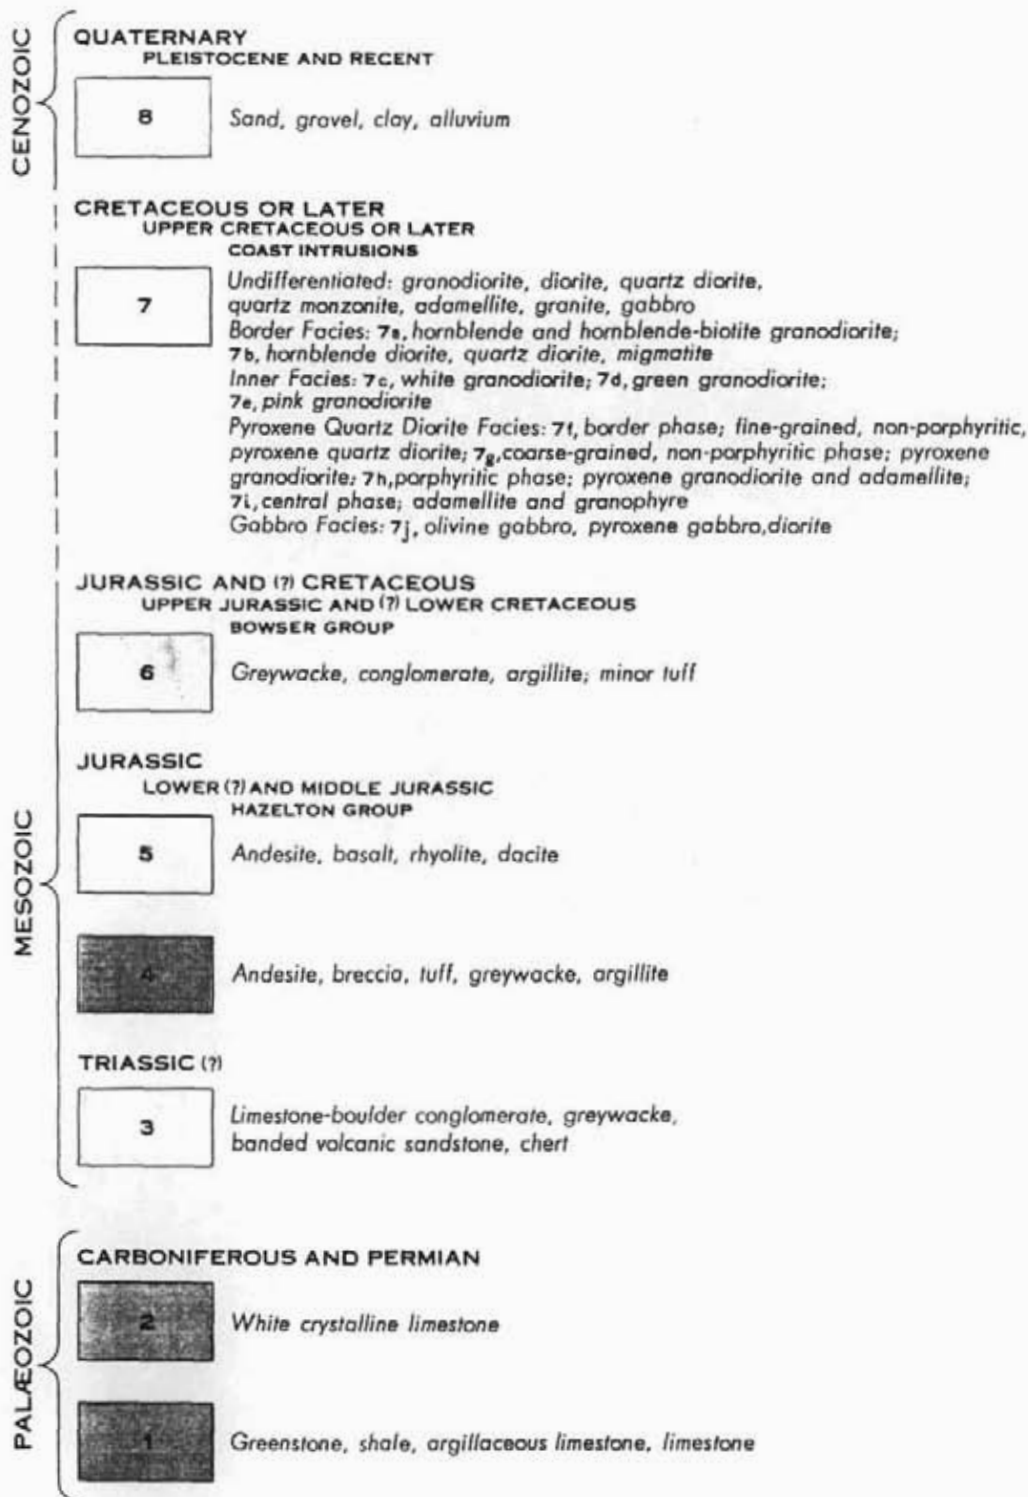 CENOZOIC
QUATERNARY
PLEISTOCENE AND RECENT
8
Sand, gravel, clay, alluvium
CRETACEOUS OR LATER
UPPER CRETACEOUS OR LATER
COAST INTRUSIONS
7
Undifferentiated: granodiorite, diorite, quartz diorite,
quartz monzonite, adamellite, granite, gabbro
Border Facies: 7a, hornblende and hornblende-biotite granodiorite;
7b, hornblende diorite, quartz diorite, migmatite
Inner Facies: 7c, white granodiorite; 7d, green granodiorite;
7e, pink granodiorite
Pyroxene Quartz Diorite Facies: 7f, border phase; fine-grained, non-porphyritic,
pyroxene quartz diorite; 7g, coarse-grained, non-porphyritic phase; pyroxene
granodiorite; 7h, porphyritic phase; pyroxene granodiorite and adamellite;
7i, central phase; adamellite and granophyre
Gabbro Facies: 7j, olivine gabbro, pyroxene gabbro, diorite
MESOZOIC
JURASSIC AND (?) CRETACEOUS
UPPER JURASSIC AND (?) LOWER CRETACEOUS
BOWSER GROUP
6
Greywacke, conglomerate, argillite; minor tuff
JURASSIC
LOWER (?) AND MIDDLE JURASSIC
HAZELTON GROUP
5
Andesite, basalt, rhyolite, dacite
4
Andesite, breccia, tuff, greywacke, argillite
TRIASSIC (?)
3
Limestone-boulder conglomerate, greywacke,
banded volcanic sandstone, chert
PALÆOZOIC
CARBONIFEROUS AND PERMIAN
2
White crystalline limestone
1
Greenstone, shale, argillaceous limestone, limestone